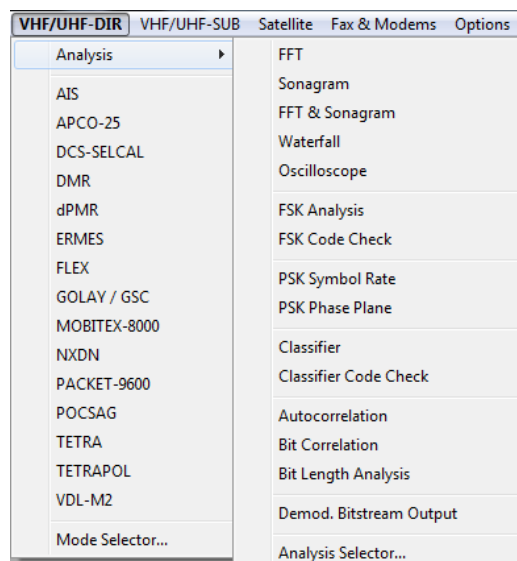 VHF/UHF-DIR VHF/UHF-SUB Satellite Fax & Modems Options
Analysis
AIS
APCO-25
DCS-SELCAL
DMR
dPMR
ERMES
FLEX
GOLAY / GSC
MOBITEX-8000
NXDN
PACKET-9600
POCSAG
TETRA
TETRAPOL
VDL-M2
Mode Selector...
FFT
Sonagram
FFT & Sonagram
Waterfall
Oscilloscope
FSK Analysis
FSK Code Check
PSK Symbol Rate
PSK Phase Plane
Classifier
Classifier Code Check
Autocorrelation
Bit Correlation
Bit Length Analysis
Demod. Bitstream Output
Analysis Selector...